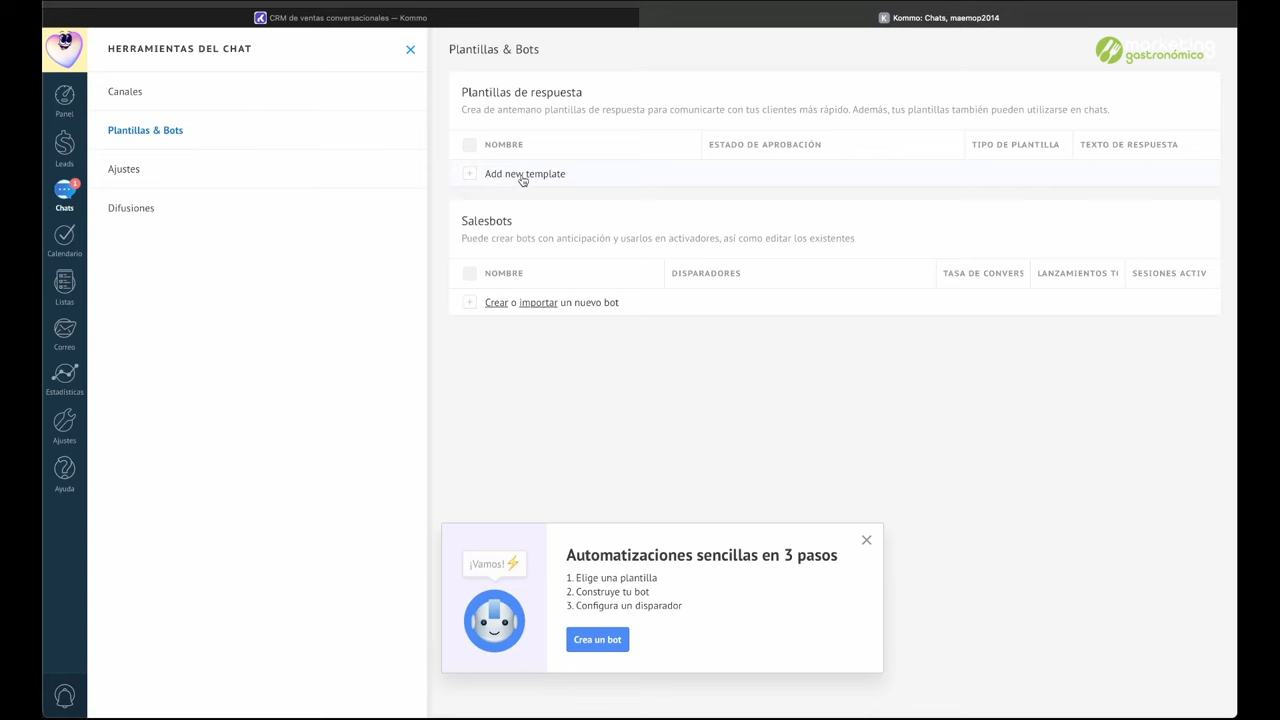 CRM de ventas conversacionales — Kommo
Kommo: Chats, maemop2014
HERRAMIENTAS DEL CHAT
Canales
Plantillas & Bots
Ajustes
Difusiones
Panel
Leads
1
Chats
Calendario
Listas
Correo
Estadísticas
Ajustes
Ayuda
Plantillas & Bots
marketing
gastronómico
Plantillas de respuesta
Crea de antemano plantillas de respuesta para comunicarte con tus clientes más rápido. Además, tus plantillas también pueden utilizarse en chats.
NOMBRE ESTADO DE APROBACIÓN TIPO DE PLANTILLA TEXTO DE RESPUESTA
Add new template
Salesbots
Puede crear bots con anticipación y usarlos en activadores, así como editar los existentes
NOMBRE DISPARADORES TASA DE CONVERS LANZAMIENTOS T SESIONES ACTIV
Crear o importar un nuevo bot
¡Vamos!
Automatizaciones sencillas en 3 pasos
1. Elige una plantilla
2. Construye tu bot
3. Configura un disparador
Crea un bot